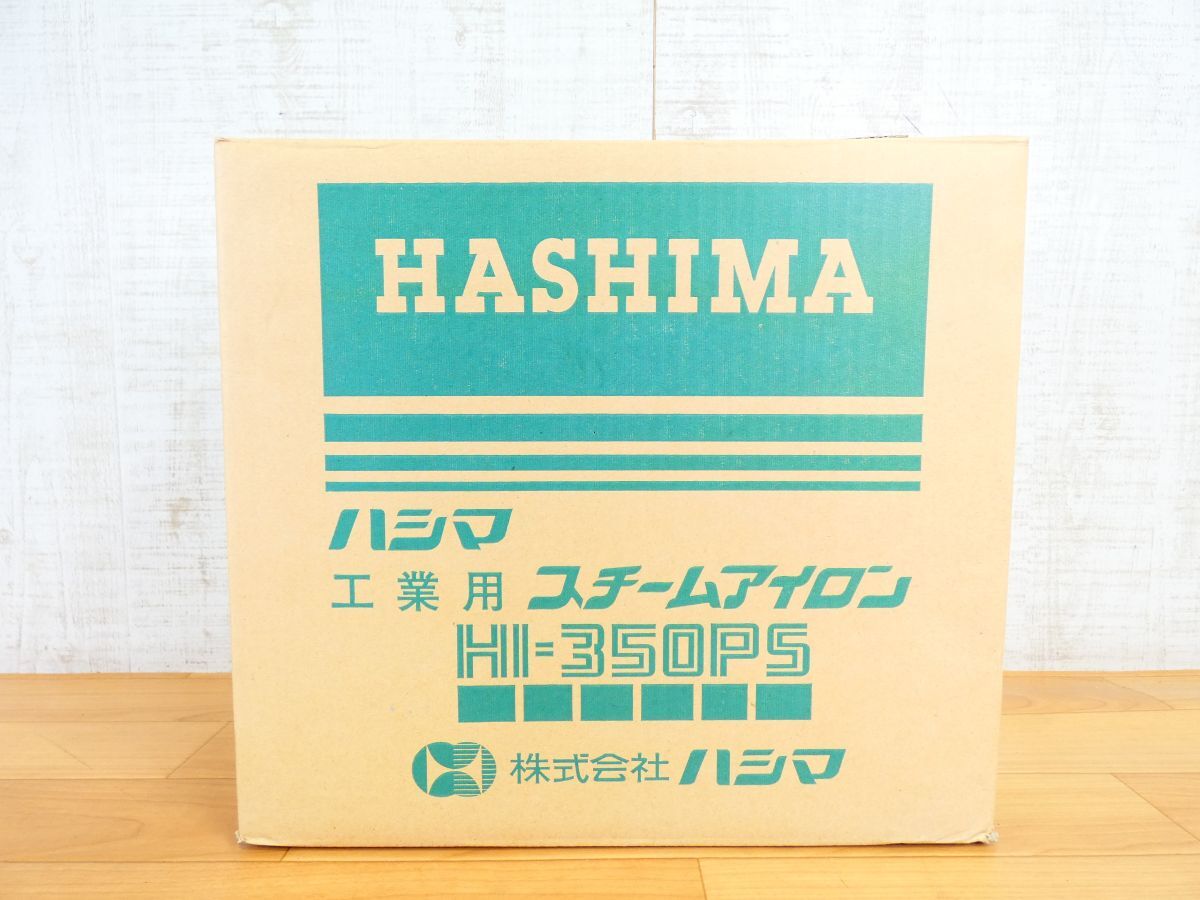 HASHIMA
ハシマ
工業用 スチームアイロン
HI-350PS
株式会社 ハシマ